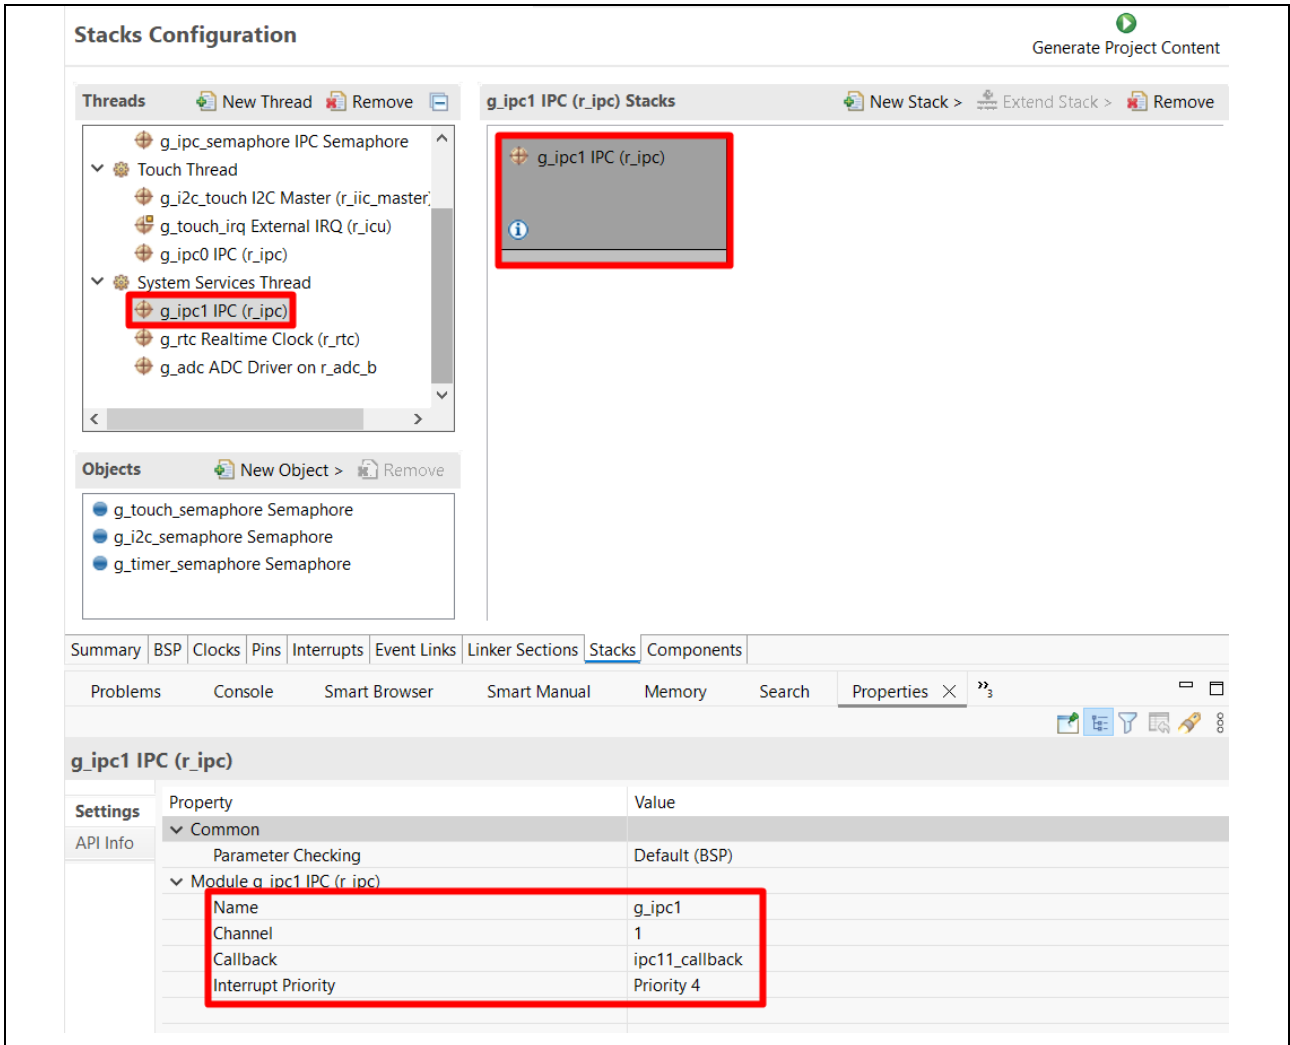 Stacks Configuration
Generate Project Content
Threads New Thread Remove
g_ipc_semaphore IPC Semaphore
Touch Thread
g_i2c_touch I2C Master (r_iic_master)
g_touch_irq External IRQ (r_icu)
g_ipc0 IPC (r_ipc)
System Services Thread
g_ipc1 IPC (r_ipc)
g_rtc Realtime Clock (r_rtc)
g_adc ADC Driver on r_adc_b
g_ipc1 IPC (r_ipc) Stacks New Stack > Extend Stack > Remove
g_ipc1 IPC (r_ipc)
Objects New Object > Remove
g_touch_semaphore Semaphore
g_i2c_semaphore Semaphore
g_timer_semaphore Semaphore
Summary BSP Clocks Pins Interrupts Event Links Linker Sections Stacks Components
Problems Console Smart Browser Smart Manual Memory Search Properties 3
g_ipc1 IPC (r_ipc)
Settings
API Info
Property Value
Common
Parameter Checking Default (BSP)
Module g_ipc1 IPC (r_ipc)
Name g_ipc1
Channel 1
Callback ipc11_callback
Interrupt Priority Priority 4